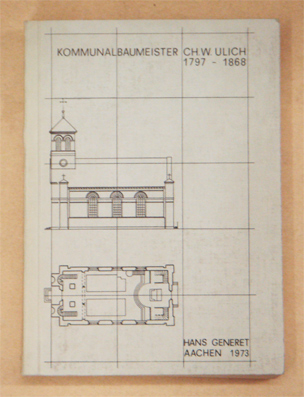 KOMMUNALBAUMEISTER CH.W. ULICH
1797 - 1868
HANS GENERET
AACHEN 1973